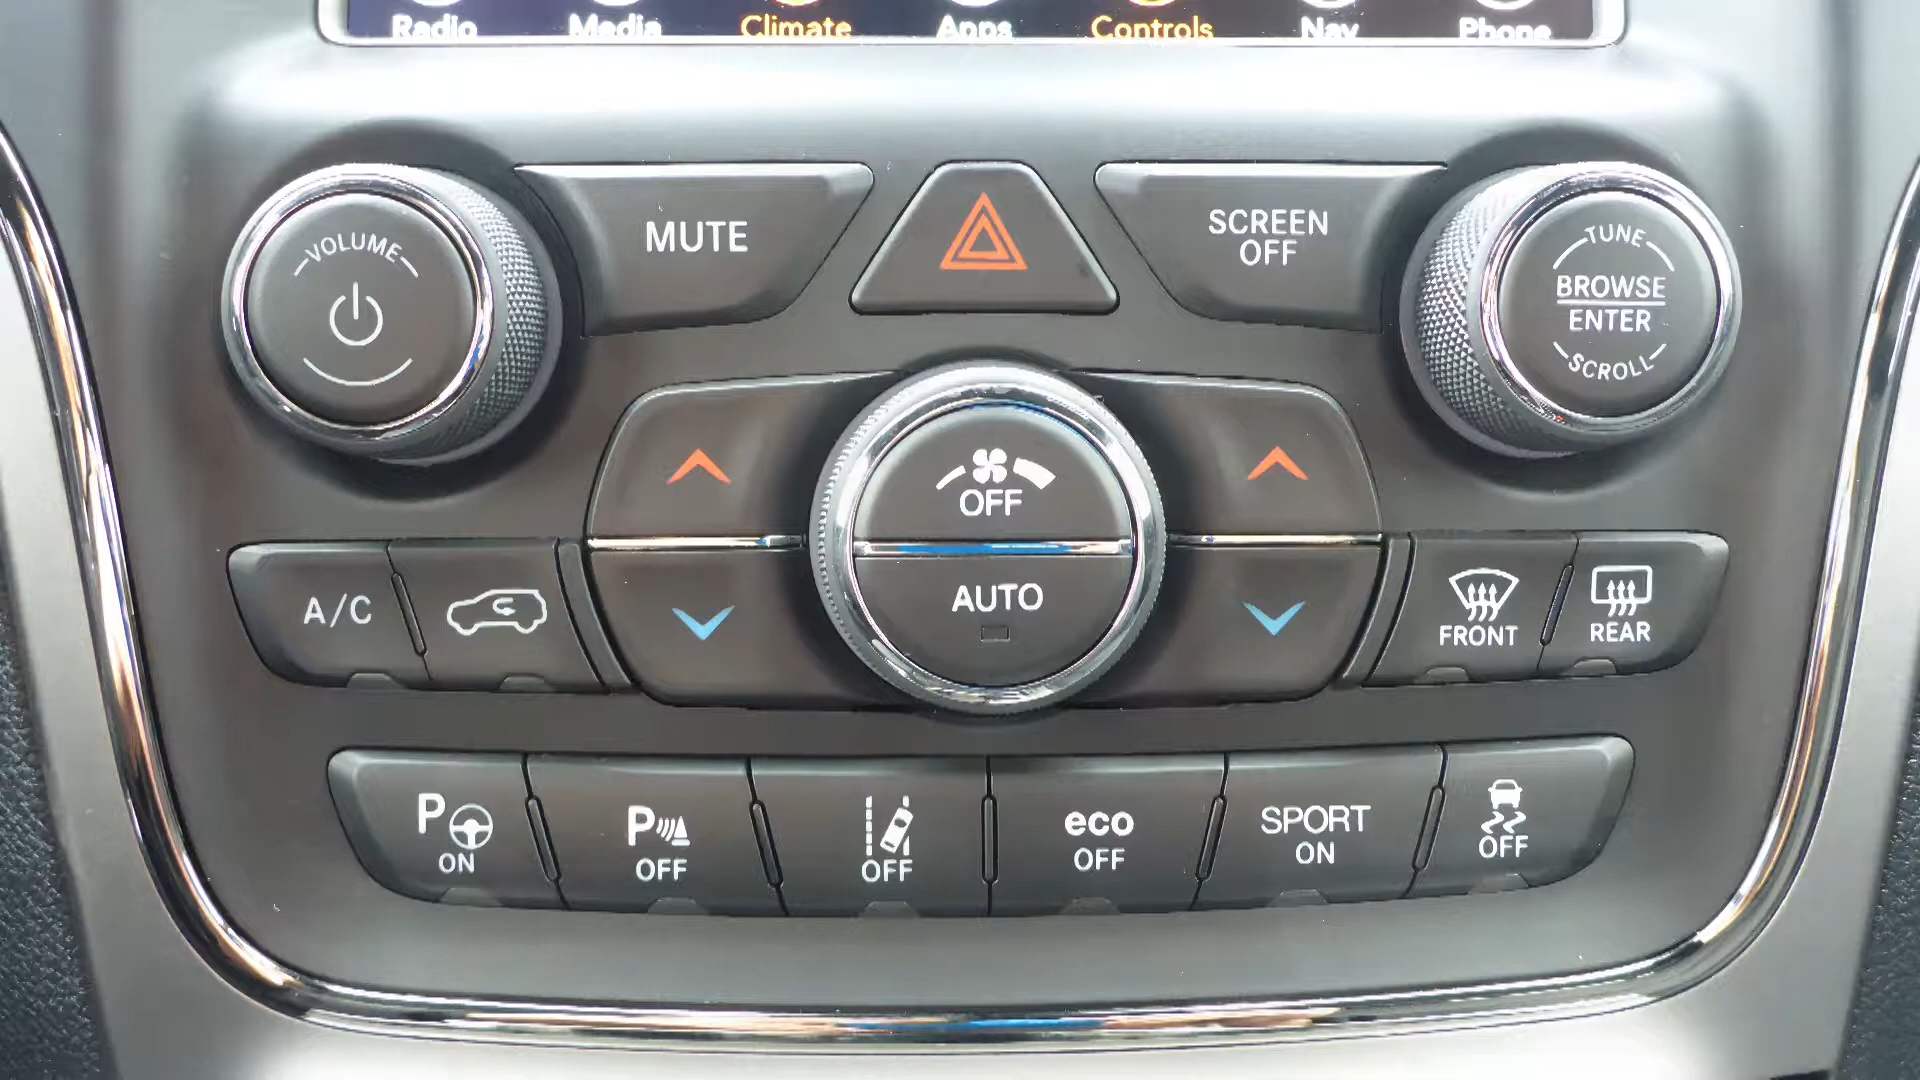 Radio Media Climate Apps Controls Nav Phone
VOLUME
MUTE
SCREEN
OFF
TUNE
BROWSE
ENTER
SCROLL
OFF
AUTO
A/C
FRONT
REAR
P
ON
P
OFF
OFF
eco
OFF
SPORT
ON
OFF